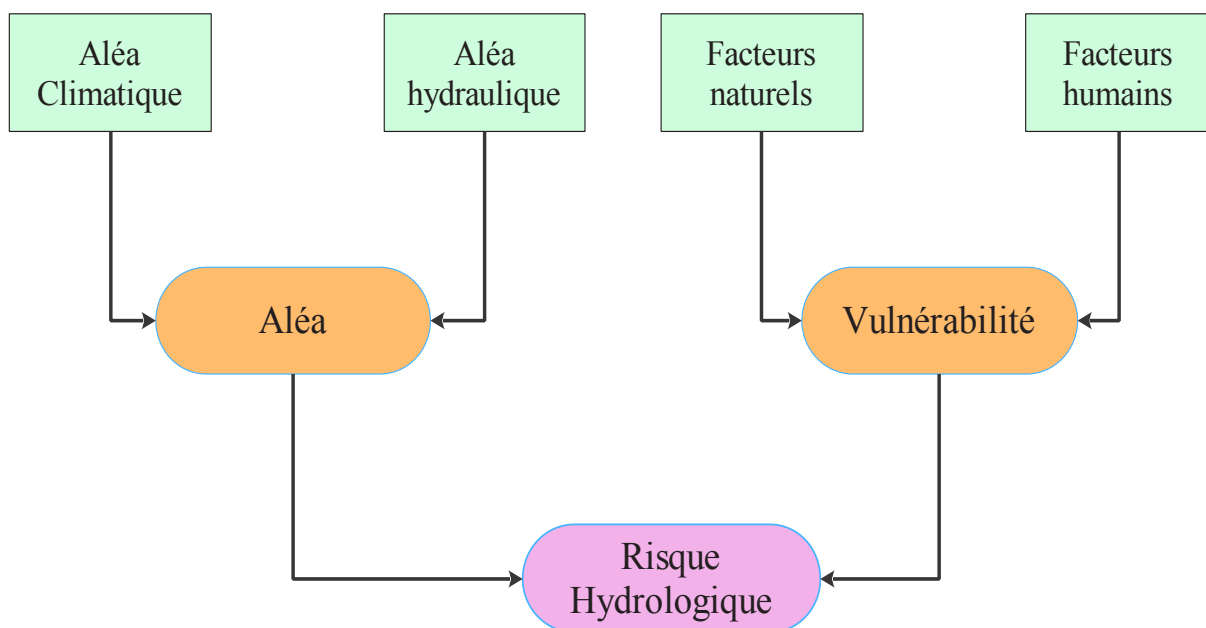 Aléa
Climatique
Aléa
hydraulique
Facteurs
naturels
Facteurs
humains
Aléa
Vulnérabilité
Risque
Hydrologique